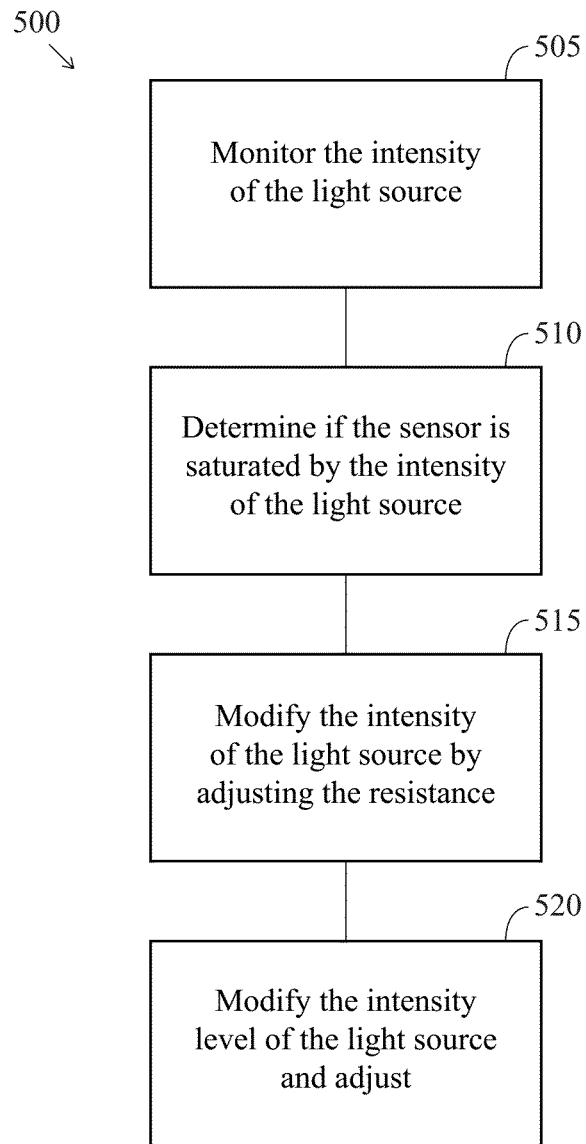 500
505
Monitor the intensity
of the light source
510
Determine if the sensor is
saturated by the intensity
of the light source
515
Modify the intensity
of the light source by
adjusting the resistance
520
Modify the intensity
level of the light source
and adjust